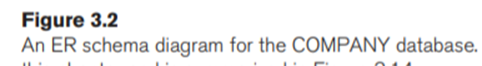 Figure 3.2
An ER schema diagram for the COMPANY database.